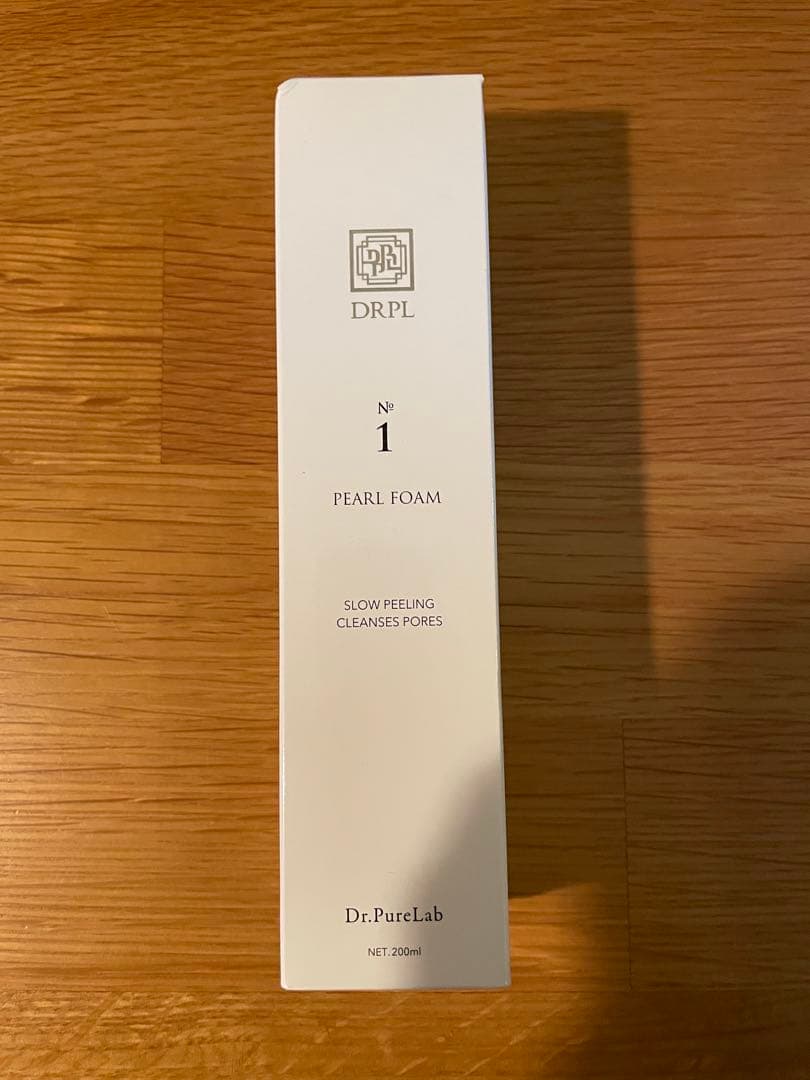 DRPL
№
1
PEARL FOAM
SLOW PEELING
CLEANSES PORES
Dr.PureLab
NET.200ml